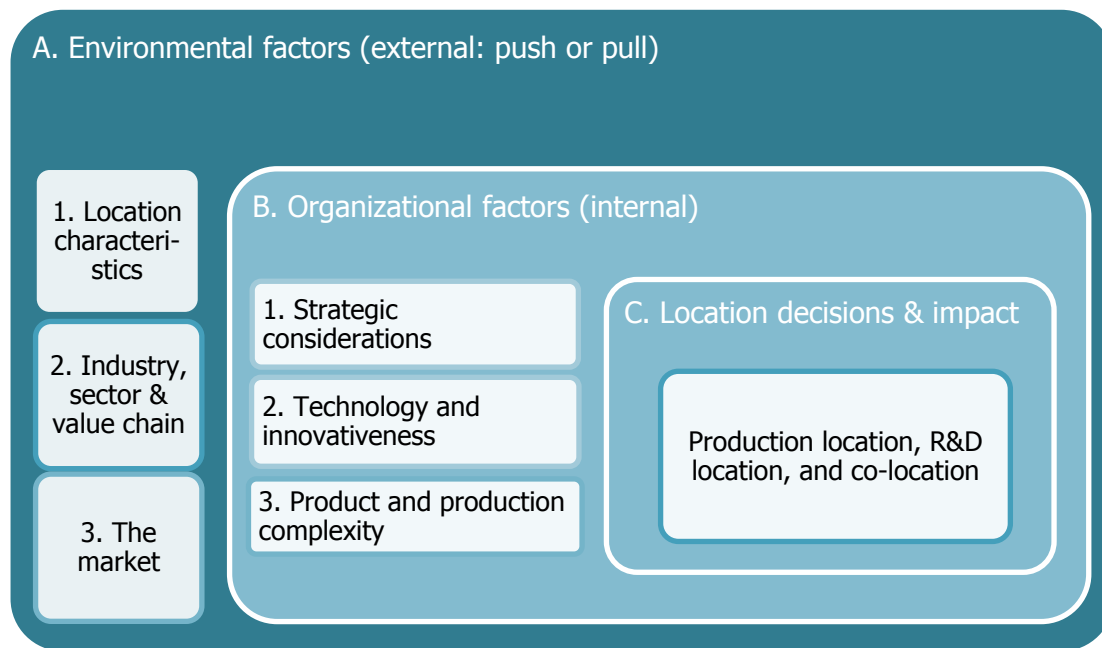 A. Environmental factors (external: push or pull)
1. Location
characteri-
stics
2. Industry,
sector &
value chain
3. The
market
B. Organizational factors (internal)
1. Strategic
considerations
2. Technology and
innovativeness
3. Product and production
complexity
C. Location decisions & impact
Production location, R&D
location, and co-location